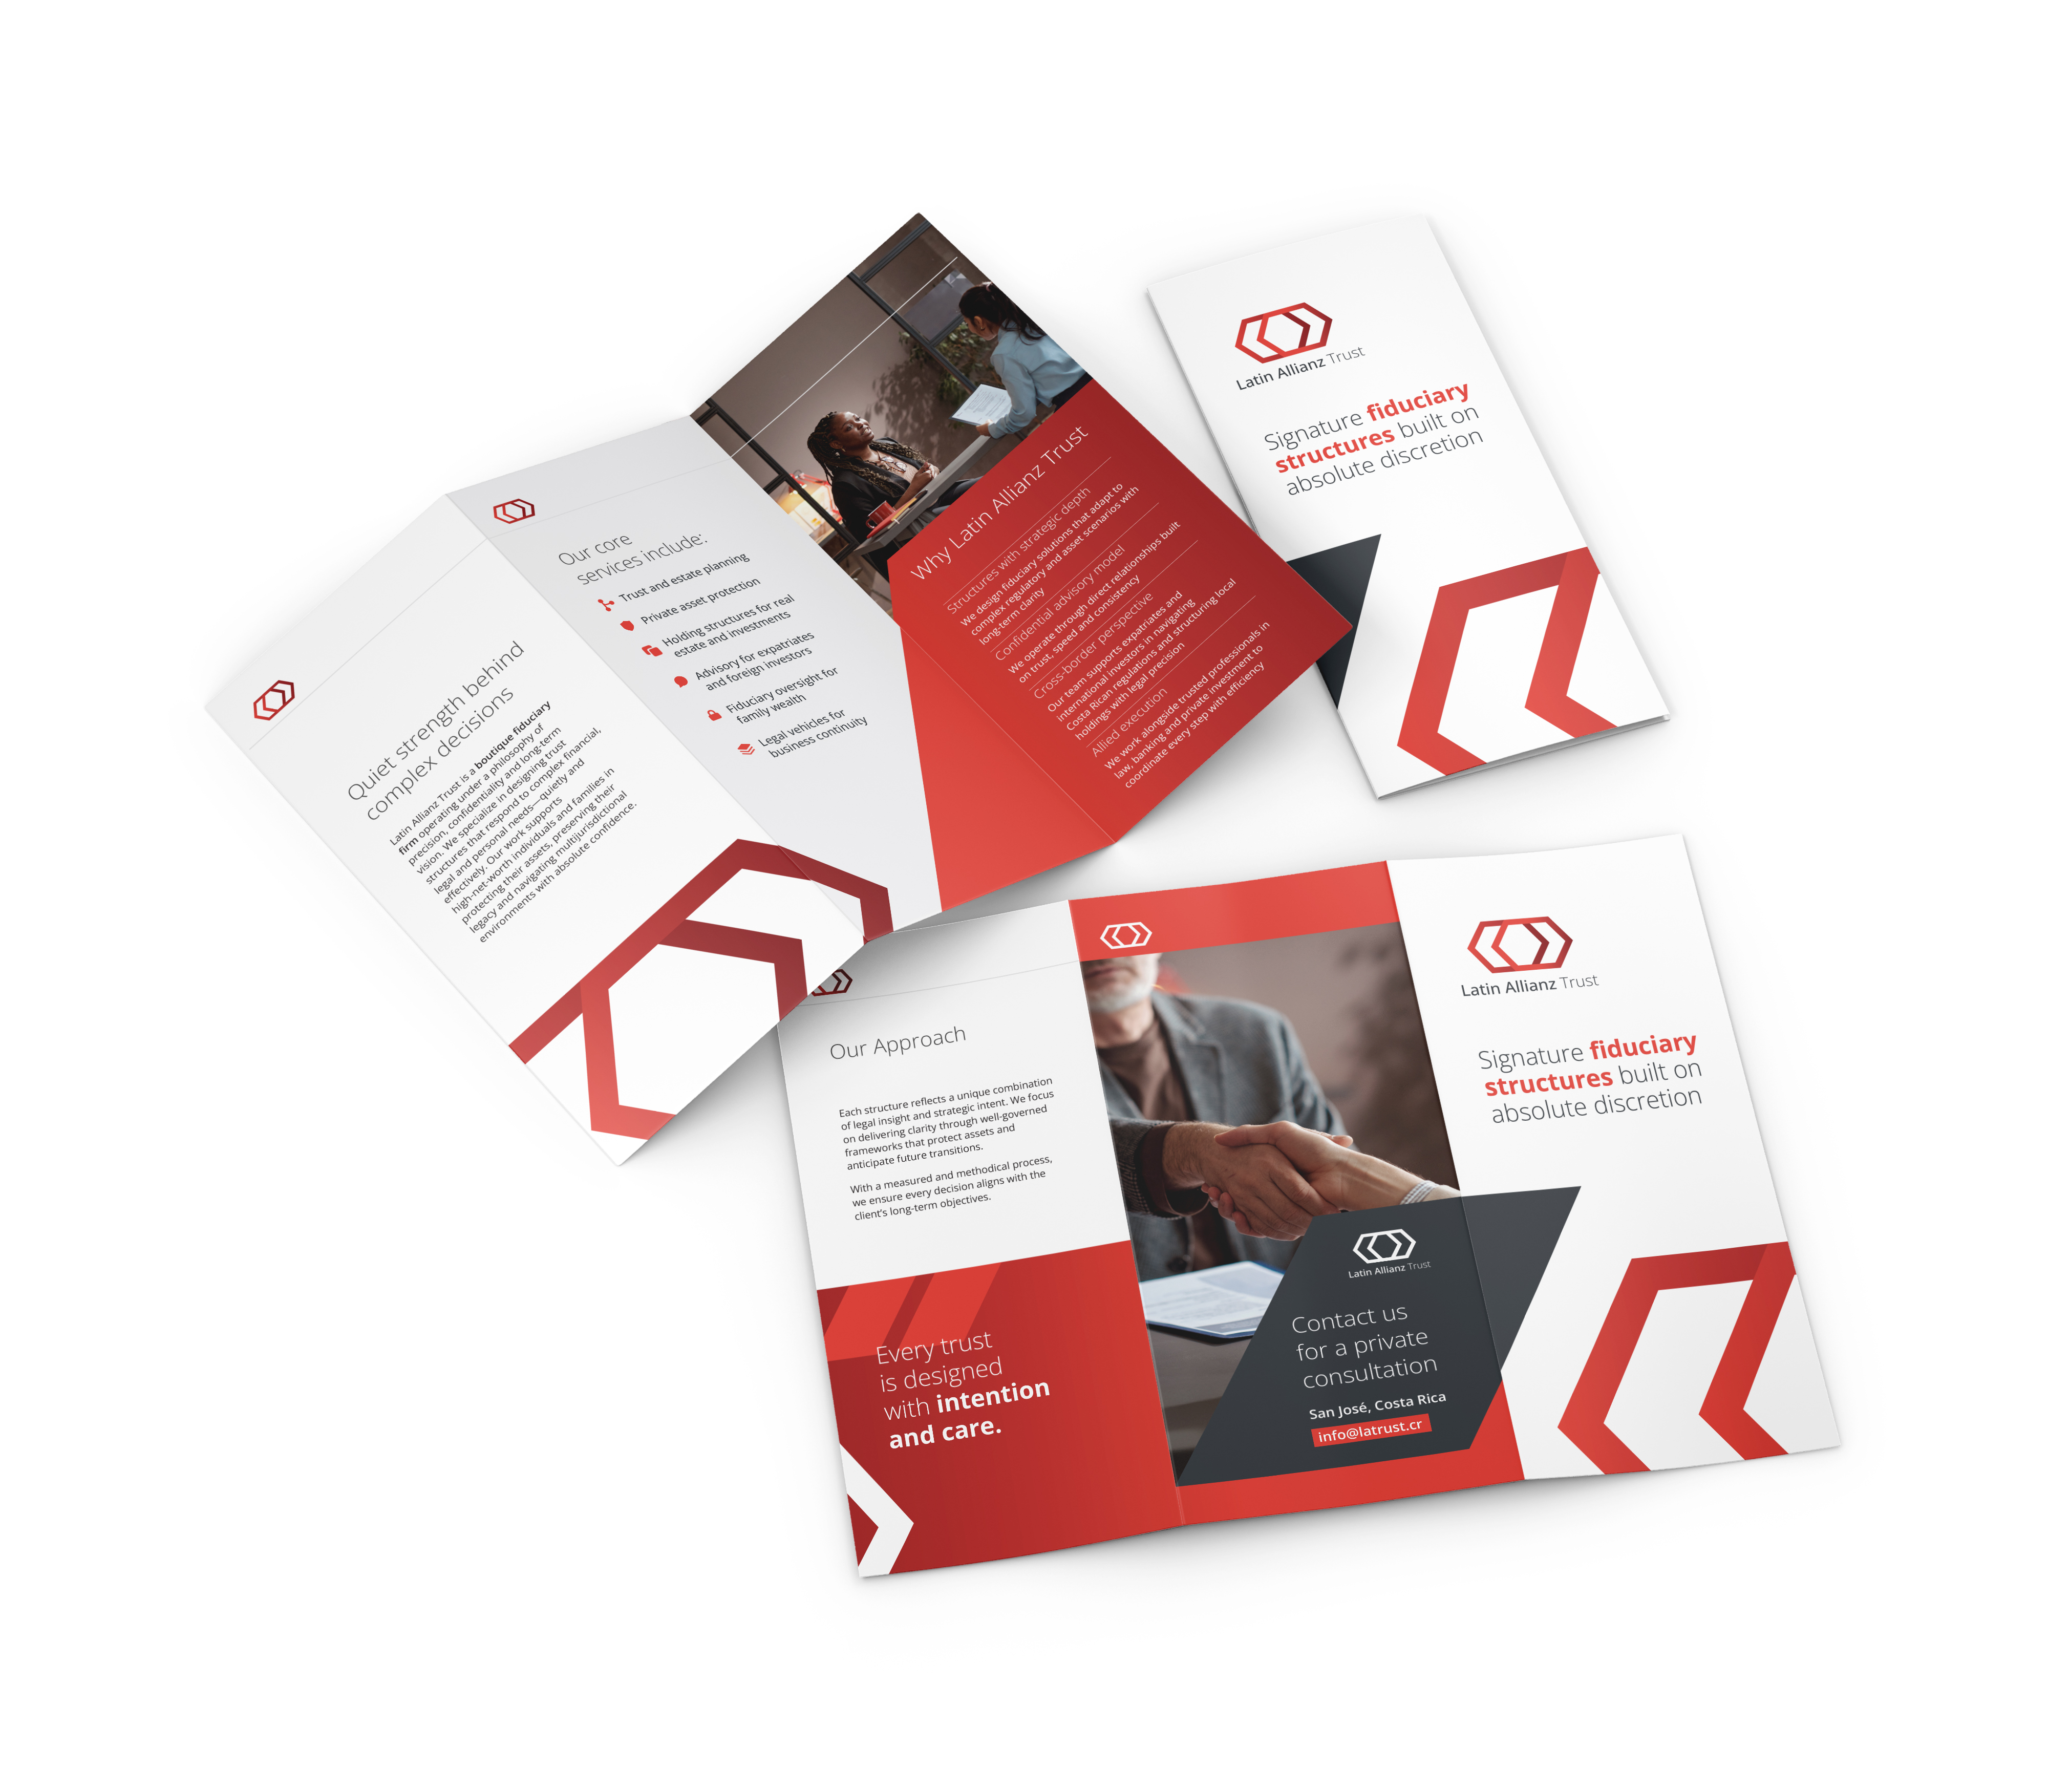 Quiet strength behind
complex decisions
Latin Allianz Trust is a boutique fiduciary
firm operating under a philosophy of
precision, confidentiality and long-term
vision. We specialize in designing trust
structures that respond to complex financial,
legal and personal needs—quietly and
effectively. Our work supports
high-net-worth individuals and families in
protecting their assets, preserving their
legacy and navigating multijurisdictional
environments with absolute confidence.
Our core
services include:
Trust and estate planning
Private asset protection
Holding structures for real
estate and investments
Advisory for expatriates
and foreign investors
Fiduciary oversight for
family wealth
Legal vehicles for
business continuity
Why Latin Allianz Trust
Structures with strategic depth
We design fiduciary solutions that adapt to
complex regulatory and asset scenarios with
long-term clarity
Confidential advisory model
We operate through direct relationships built
on trust, speed and consistency
Cross-border perspective
Our team supports expatriates and
international investors in navigating
Costa Rican regulations and structuring local
holdings with legal precision
Allied execution
We work alongside trusted professionals in
law, banking and private investment to
coordinate every step with efficiency
Latin Allianz Trust
Signature fiduciary
structures built on
absolute discretion
Our Approach
Each structure reflects a unique combination
of legal insight and strategic intent. We focus
on delivering clarity through well-governed
frameworks that protect assets and
anticipate future transitions.
With a measured and methodical process,
we ensure every decision aligns with the
client's long-term objectives.
Every trust
is designed
with intention
and care.
Latin Allianz Trust
Contact us
for a private
consultation
San José, Costa Rica
info@latrust.cr
Latin Allianz Trust
Signature fiduciary
structures built on
absolute discretion